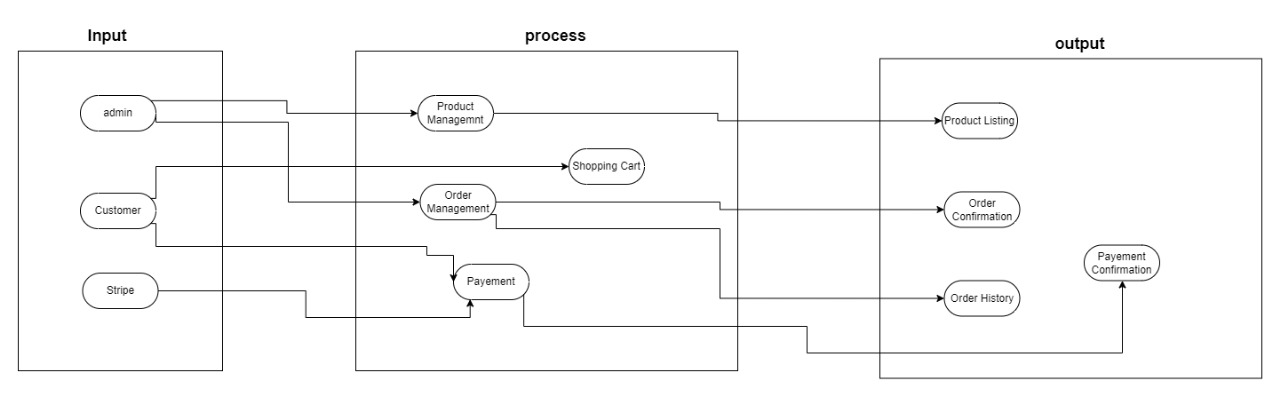 Input
process
output
admin
Product
Managemnt
Product Listing
Shopping Cart
Customer
Order
Management
Order
Confirmation
Payement
Confirmation
Stripe
Payement
Order History